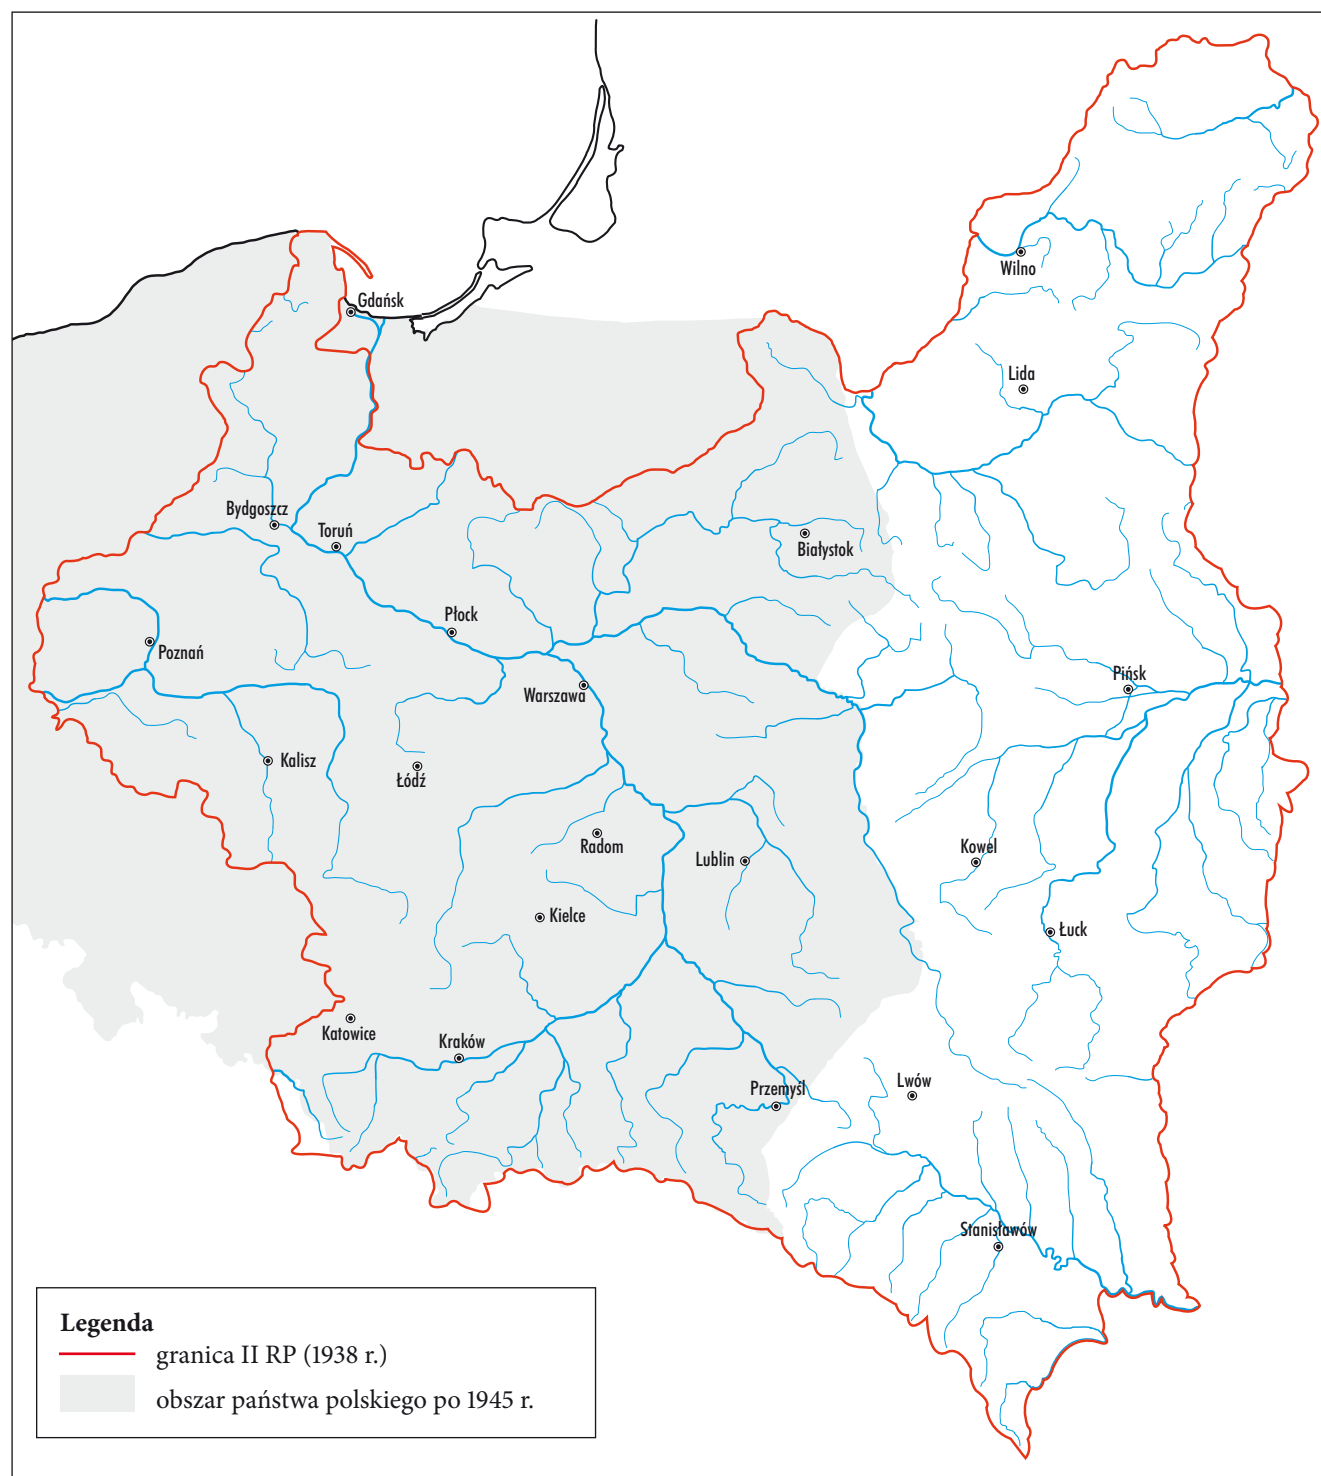 Wilno
Gdańsk
Lida
Bydgoszcz
Toruń
Białystok
Płock
Poznań
Pińsk
Warszawa
Kalisz
Łódź
Radom
Lublin
Kowel
Kielce
Łuck
Katowice
Kraków
Przemyśl
Lwów
Stanisławów
Legenda
granica II RP (1938 r.)
obszar państwa polskiego po 1945 r.